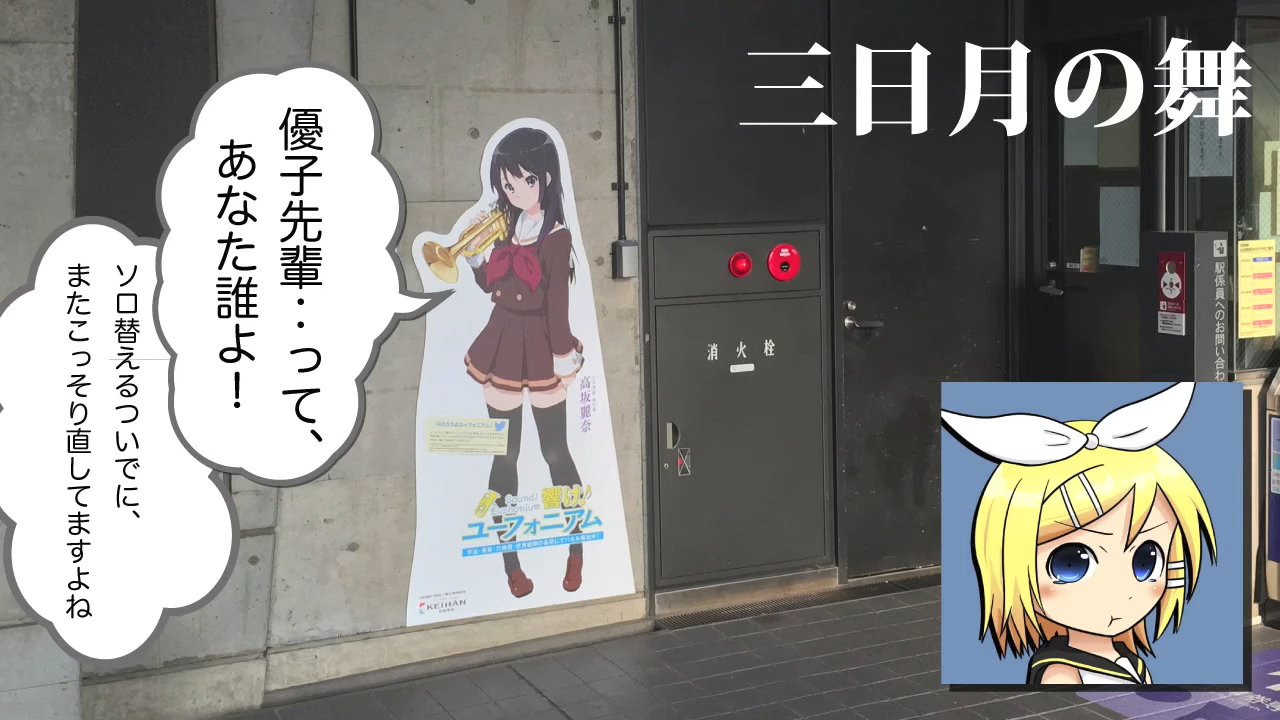 三日月の舞
優子先輩・・って、
あなた誰よ！
ソロ替えるついでに、
またこっそり直してますよね
高坂麗奈
Sound!
Euphonium
響け!
ユーフォニアム
KEIHAN
消火栓
駅係員へのお問い合わ